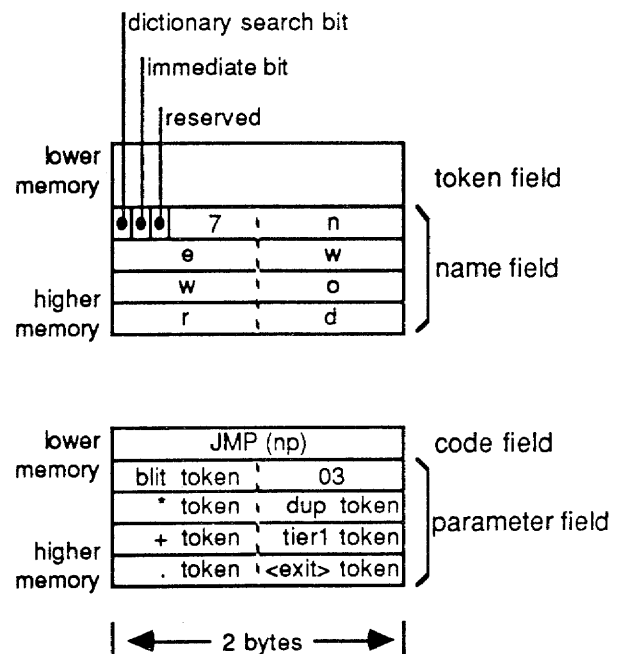 dictionary search bit
immediate bit
reserved
lower
memory
token field
7 n
e w
name field
w o
higher
memory
r d
lower
memory
JMP (np)
code field
blit token 03
* token dup token
parameter field
+ token tier1 token
higher
memory
. token <exit> token
2 bytes